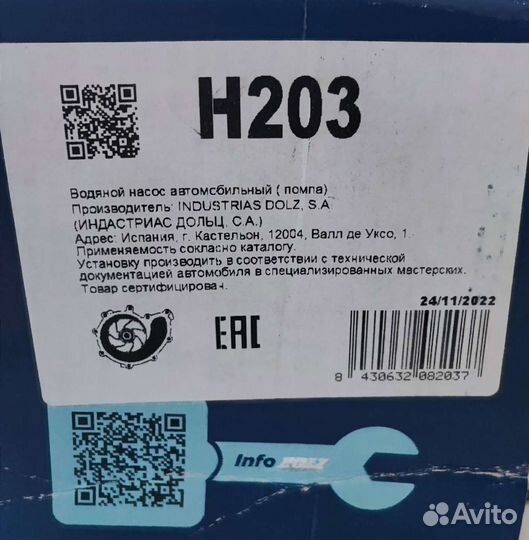 H203
Водяной насос автомобильный ( помпа)
Производитель: INDUSTRIAS DOLZ, S.A.
(ИНДАСТРИАС ДОЛЬЦ, С.А.)
Адрес: Испания, г. Кастельон, 12004, Валл де Уксо, 1.
Применяемость согласно каталогу.
Установку производить в соответствии с технической
документацией автомобиля в специализированных мастерских.
Товар сертифицирован.
24/11/2022
EAC
8 430632 082037
Info DOLZ
Avito